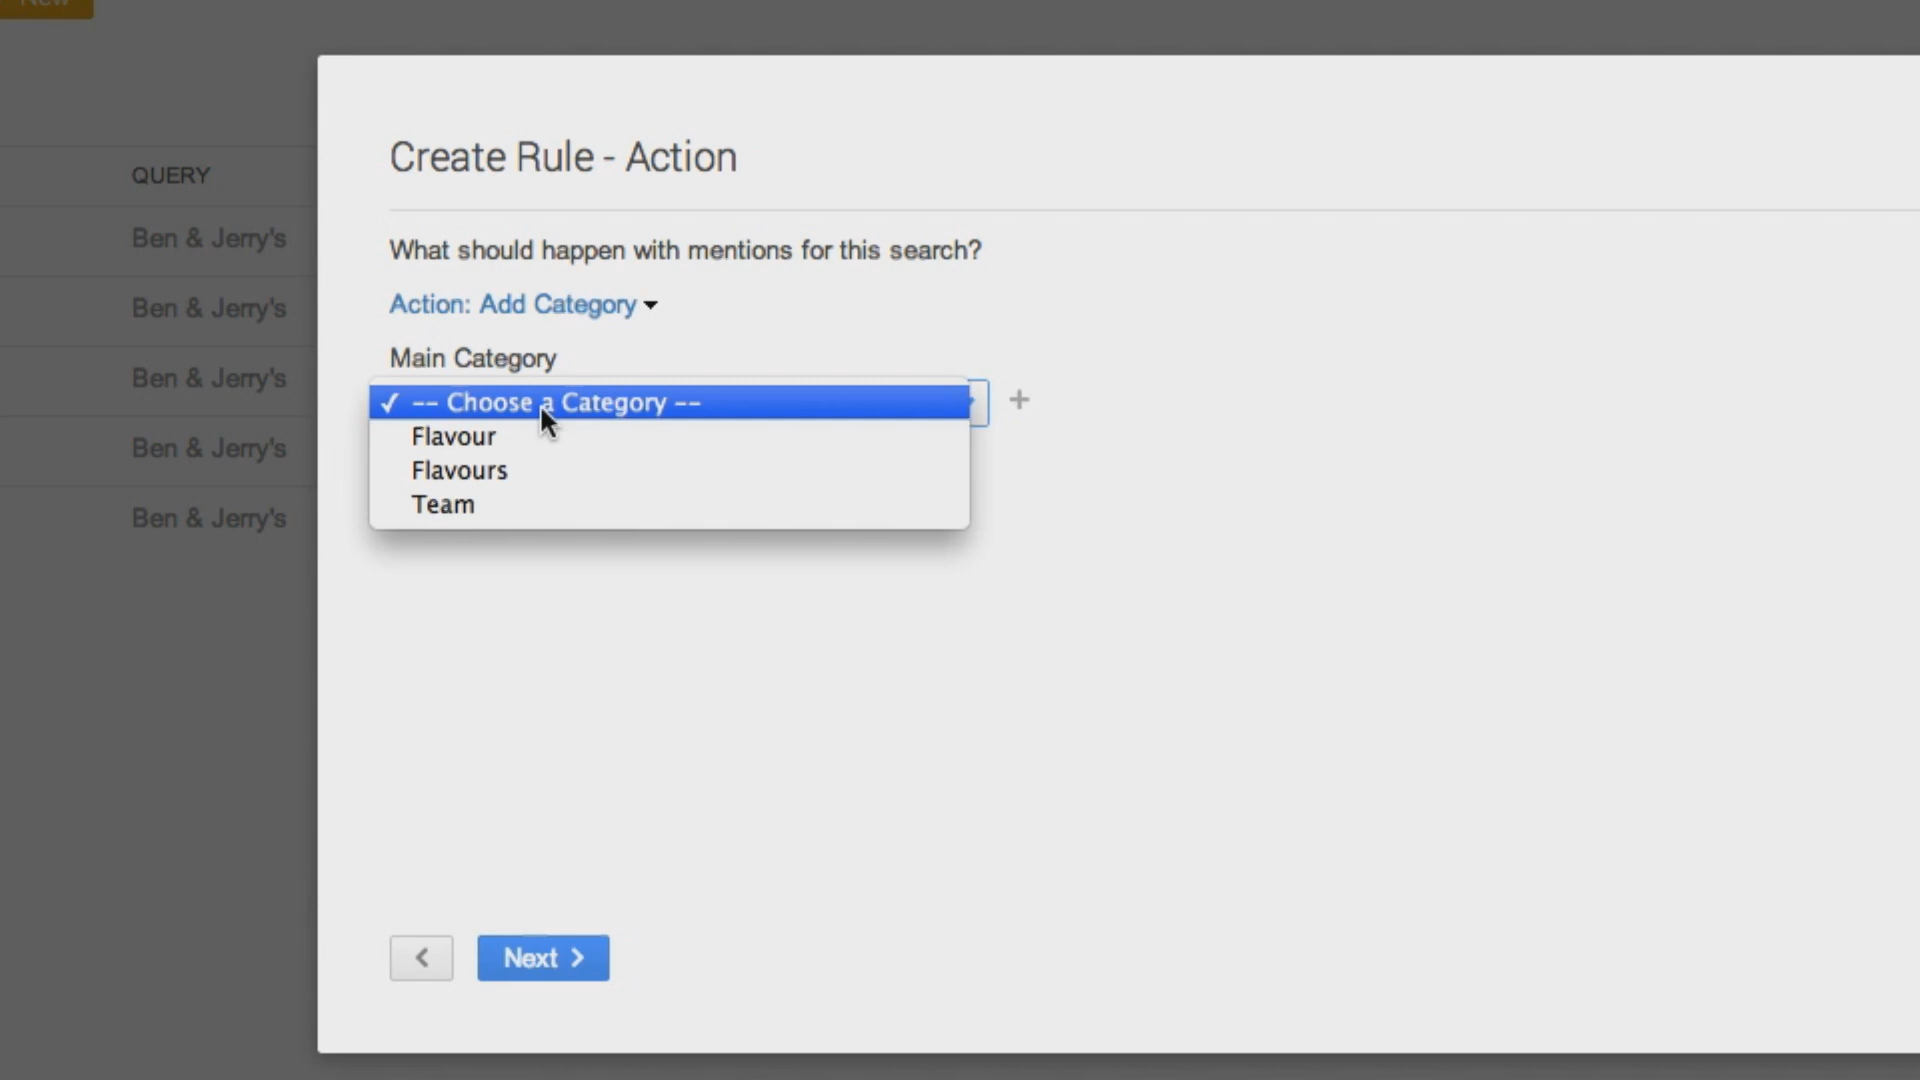 New
QUERY
Ben & Jerry's
Ben & Jerry's
Ben & Jerry's
Ben & Jerry's
Ben & Jerry's
Create Rule - Action
What should happen with mentions for this search?
Action: Add Category
Main Category
✓ -- Choose a Category --
Flavour
Flavours
Team
Next